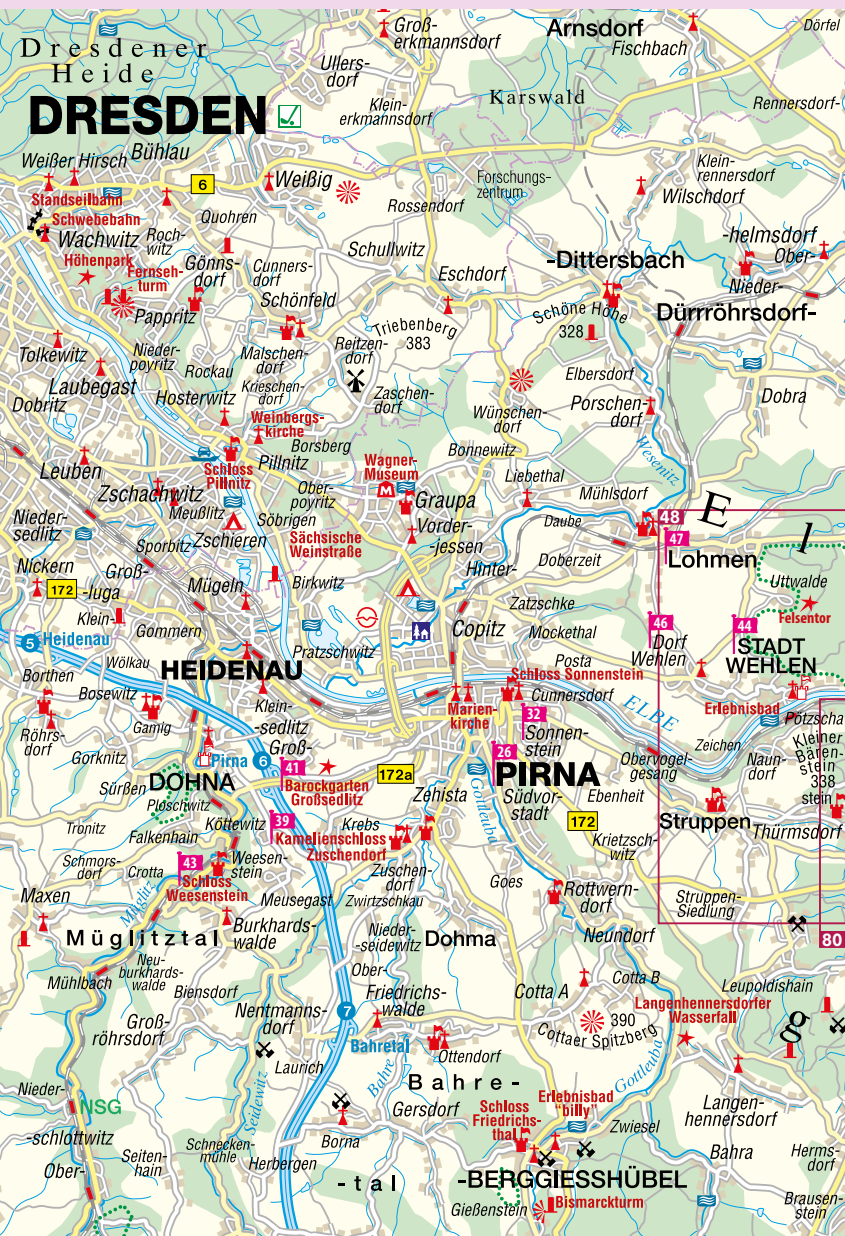 Groß-
erkmannsdorf
Arnsdorf
Fischbach
Dörfel
Dresdener
Heide
Ullers-
dorf
Karswald
Rennersdorf-
DRESDEN
Klein-
erkmannsdorf
Weißer Hirsch
Bühlau
6
Weißig
Forschungs-
zentrum
Klein-
rennersdorf
Wilschdorf
Standseilbahn
Schwebebahn
Quohren
Rossendorf
Wachwitz
Roch-
witz
Schullwitz
-helmsdorf
Ober-
Höhenpark
Fernseh-
turm
Gönns-
dorf
Cunners-
dorf
Eschdorf
-Dittersbach
Nieder-
Schönfeld
Pappritz
Triebenberg
383
Schöne Höhe
328
Dürrröhrsdorf-
Tolkewitz
Nieder-
poyritz
Malschen-
dorf
Reitzen-
dorf
Rockau
Krieschen-
dorf
Elbersdorf
Laubegast
Dobritz
Hosterwitz
Zaschen-
dorf
Wünschen-
dorf
Porschen-
dorf
Dobra
Weinbergs-
kirche
Borsberg
Bonnewitz
Wesenitz
Leuben
Schloss
Pillnitz
Pillnitz
Wagner-
Museum
Liebethal
Mühlsdorf
Zschachwitz
Ober-
poyritz
Graupa
Meußlitz
Söbrigen
Vorder-
-jessen
Daube
48
E
l
Nieder-
sedlitz
Sporbitz
Zschieren
Sächsische
Weinstraße
47
Lohmen
Nickern
Groß-
-luga
Mügeln
Birkwitz
Hinter-
Doberzeit
Uttwalde
172
Klein-
Gommern
Zatzschke
Felsentor
5
Heidenau
Copitz
Mockethal
46
Dorf
Wehlen
44
STADT
WEHLEN
Wölkau
Pratzschwitz
Borthen
HEIDENAU
Posta
Schloss Sonnenstein
Bosewitz
Klein-
-sedlitz
Cunnersdorf
Erlebnisbad
Gamig
Marien-
kirche
ELBE
Pötzscha
Röhrs-
dorf
Groß-
32
Sonnen-
stein
Zeichen
Kleiner
Bären-
stein
338
stein
Gorknitz
Pirna
6
41
26
Obervogel-
gesang
Naun-
dorf
Sürßen
DOHNA
Barockgarten
Großsedlitz
172a
PIRNA
Ploschwitz
Zehista
Gottleuba
Südvor-
stadt
Ebenheit
Tronitz
Köttewitz
39
Krebs
172
Struppen
Thürmsdorf
Falkenhain
Kamelienschloss
Zuschendorf
Krietzsch-
witz
Schmors-
dorf
Crotta
43
Weesen-
stein
Schloss
Weesenstein
Zuschen-
dorf
Goes
Maxen
Müglitz
Meusegast
Zwirtzschkau
Rottwern-
dorf
Struppen-
Siedlung
Müglitztal
Burkhards-
walde
Nieder-
-seidewitz
Dohma
Neundorf
80
Neu-
burkhards-
walde
Ober-
Mühlbach
Biensdorf
Friedrichs-
walde
Cotta A
Cotta B
Leupoldishain
Nentmanns-
dorf
7
Langenhennersdorfer
Wasserfall
Groß-
röhrsdorf
390
Cottaer Spitzberg
g
Bahretal
Ottendorf
Laurich
Bahre
Gottleuba
Nieder-
Bahre-
Seidewitz
NSG
Gersdorf
Schloss
Friedrichs-
thal
Erlebnisbad
"billy"
Langen-
hennersdorf
-schlottwitz
Zwiesel
Borna
Seiten-
hain
Schnecken-
mühle
Bahra
Herms-
dorf
Ober-
Herbergen
-tal
-BERGGIESSHÜBEL
Gießenstein
Bismarckturm
Brausen-
stein